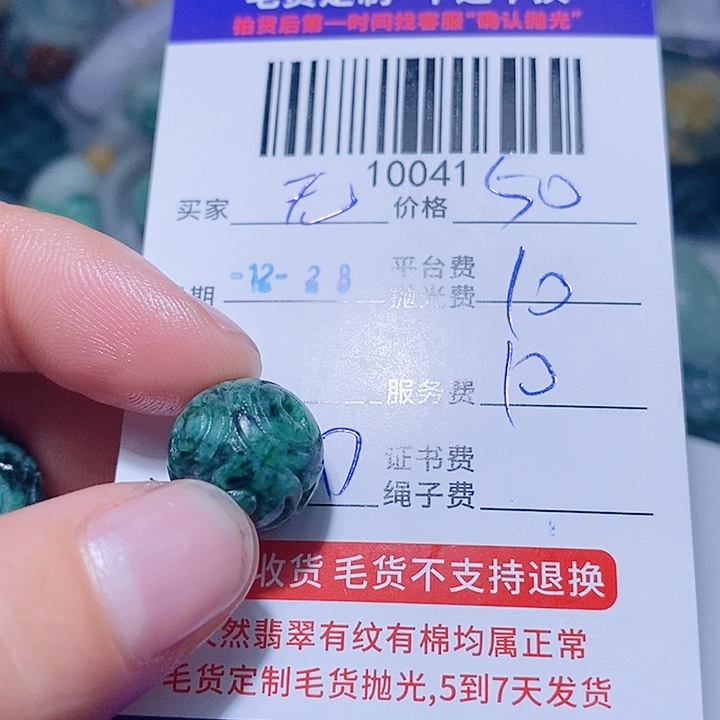 拍货后第一时间找客服“确认抛光”
10041
买家 价格 50
期 -12-28 平台费
抛光费 10
服务费 10
证书费
绳子费
收货 毛货不支持退换
天然翡翠有纹有棉均属正常
毛货定制毛货抛光,5到7天发货